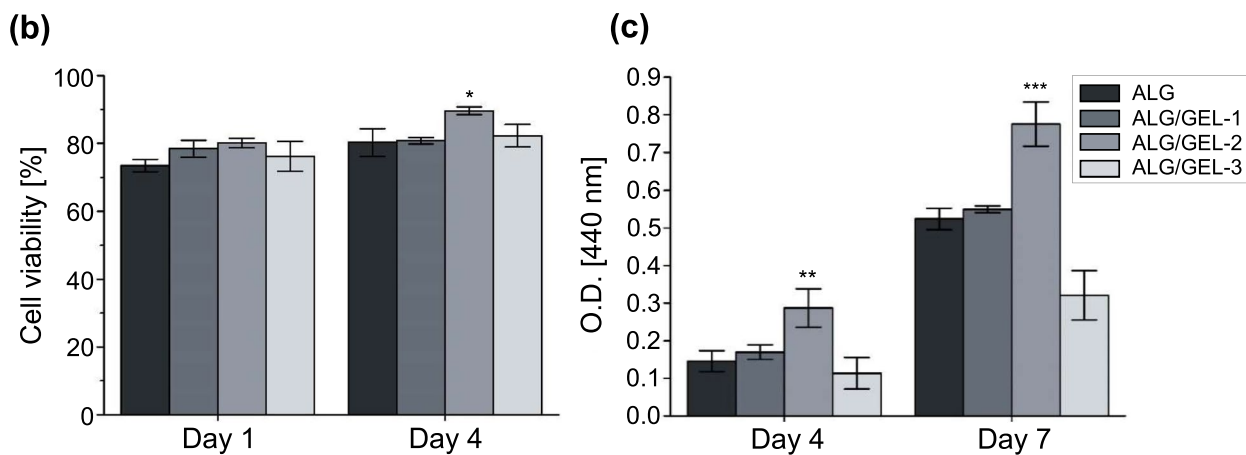 (b)
Cell viability [%]
100
80
60
40
20
0
*
Day 1
Day 4
(c)
O.D. [440 nm]
0.9
0.8
0.7
0.6
0.5
0.4
0.3
0.2
0.1
0.0
**
***
Day 4
Day 7
ALG
ALG/GEL-1
ALG/GEL-2
ALG/GEL-3